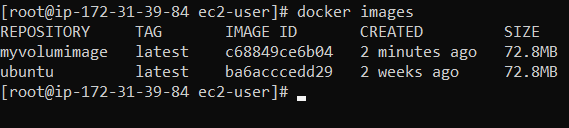 [root@ip-172-31-39-84 ec2-user]# docker images
REPOSITORY     TAG       IMAGE ID       CREATED         SIZE
myvolumimage   latest    c68849ce6b04   2 minutes ago   72.8MB
ubuntu         latest    ba6acccedd29   2 weeks ago     72.8MB
[root@ip-172-31-39-84 ec2-user]#